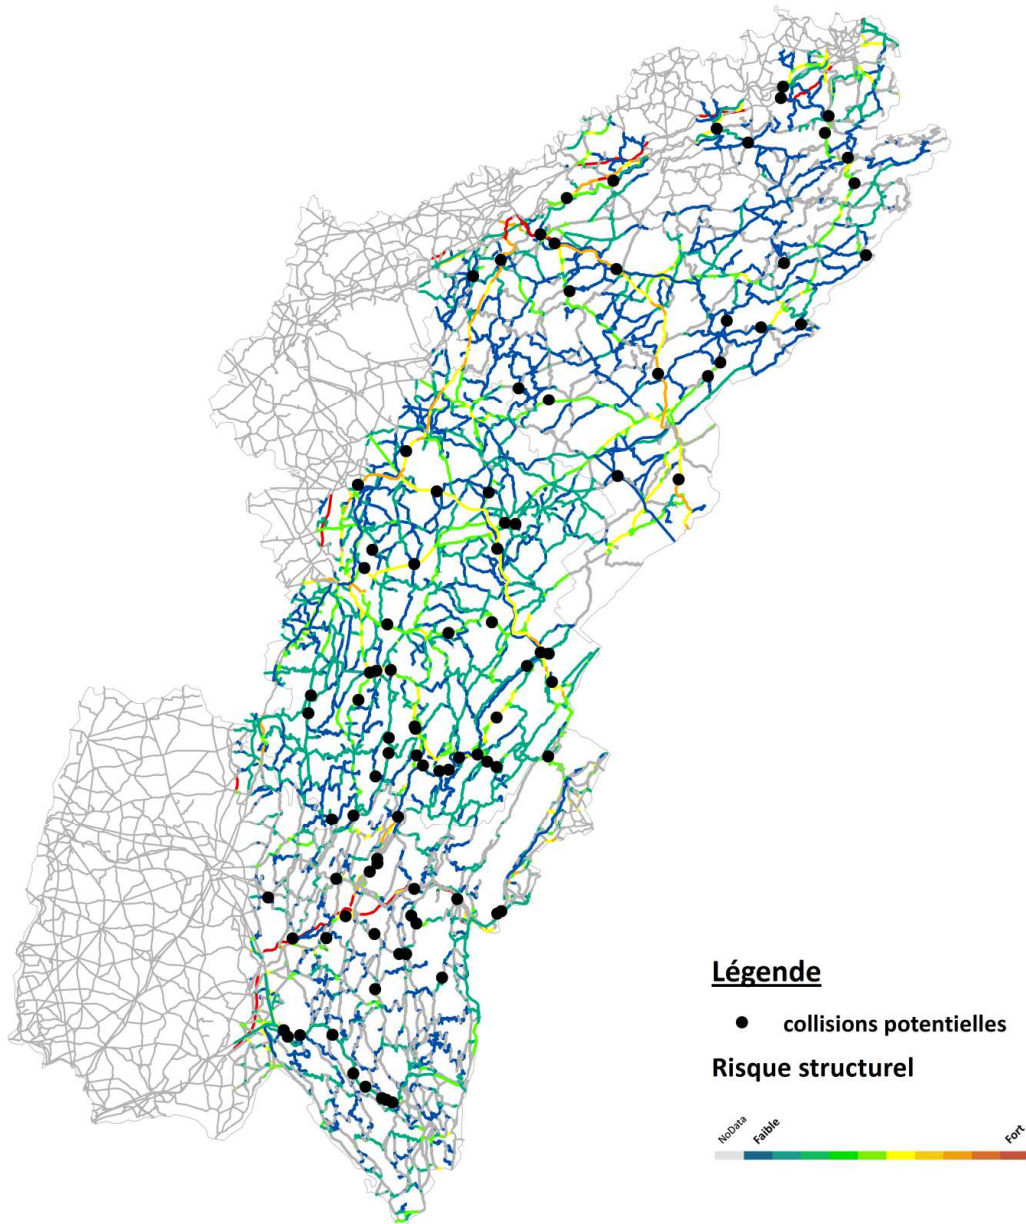 Légende
collisions potentielles
Risque structurel
NoData Faible Fort